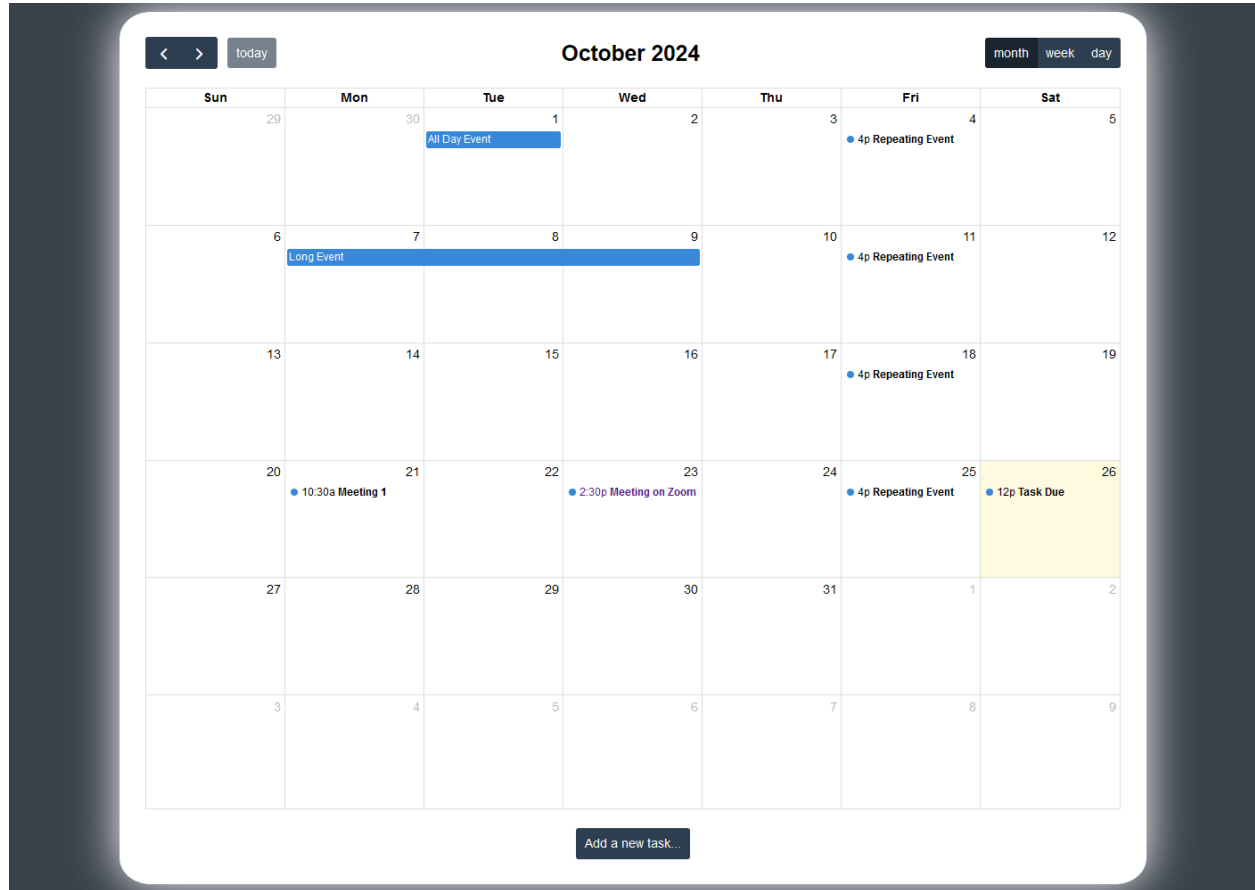 today
October 2024
month week day
Sun Mon Tue Wed Thu Fri Sat
29 30 1 2 3 4 5
All Day Event
4p Repeating Event
6 7 8 9 10 11 12
Long Event
4p Repeating Event
13 14 15 16 17 18 19
4p Repeating Event
20 21 22 23 24 25 26
10:30a Meeting 1
2:30p Meeting on Zoom
4p Repeating Event
12p Task Due
27 28 29 30 31 1 2
3 4 5 6 7 8 9
Add a new task...